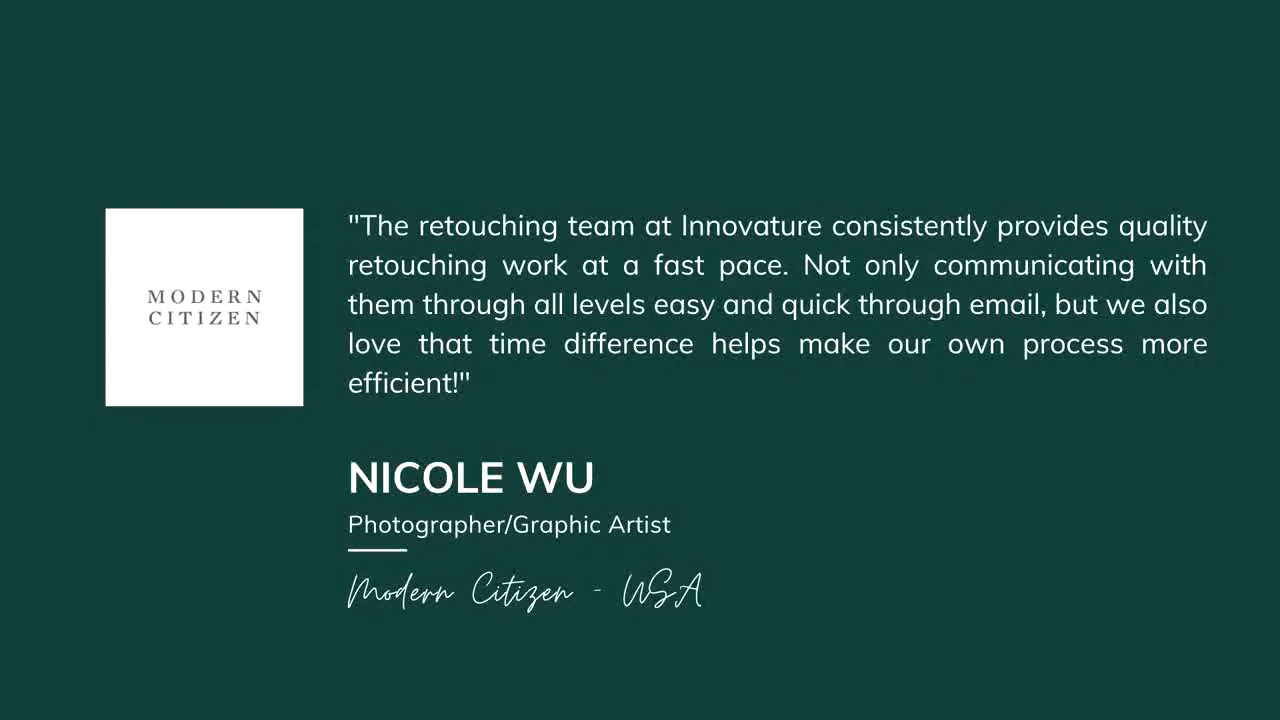 MODERN
CITIZEN
"The retouching team at Innovature consistently provides quality
retouching work at a fast pace. Not only communicating with
them through all levels easy and quick through email, but we also
love that time difference helps make our own process more
efficient!"
NICOLE WU
Photographer/Graphic Artist
Modern Citizen - USA